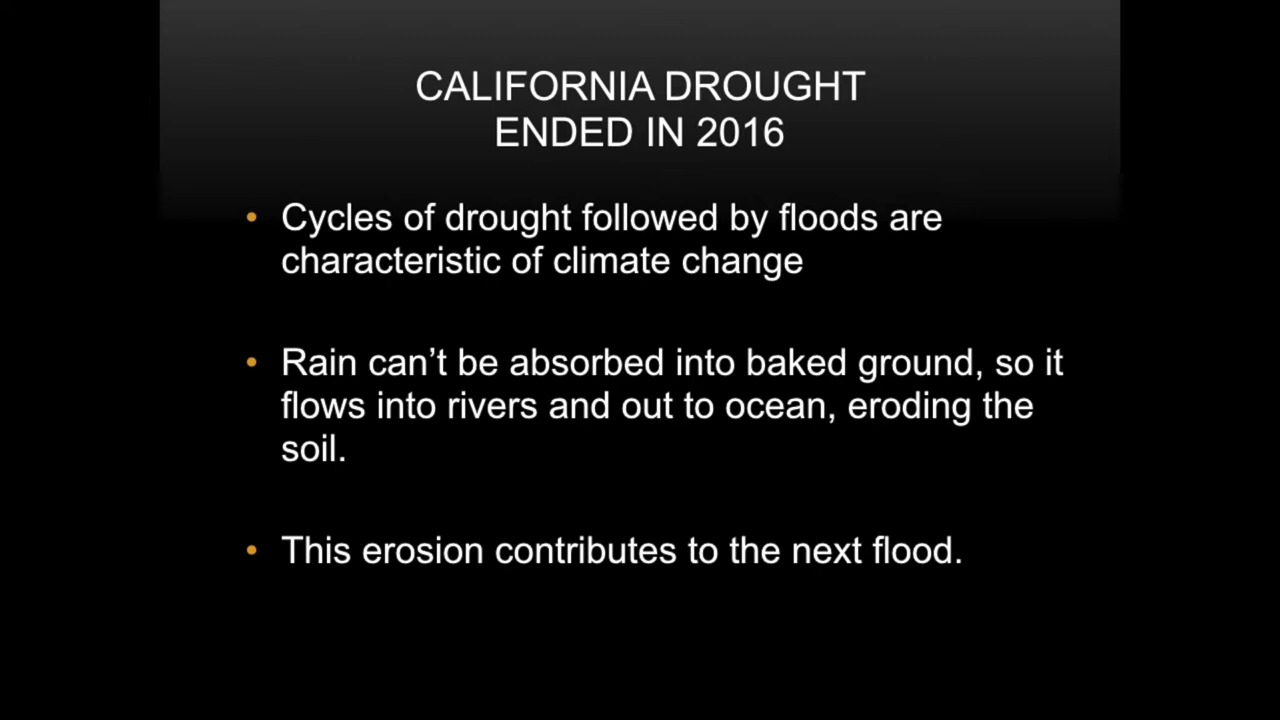 CALIFORNIA DROUGHT
ENDED IN 2016
• Cycles of drought followed by floods are
characteristic of climate change
• Rain can’t be absorbed into baked ground, so it
flows into rivers and out to ocean, eroding the
soil.
• This erosion contributes to the next flood.